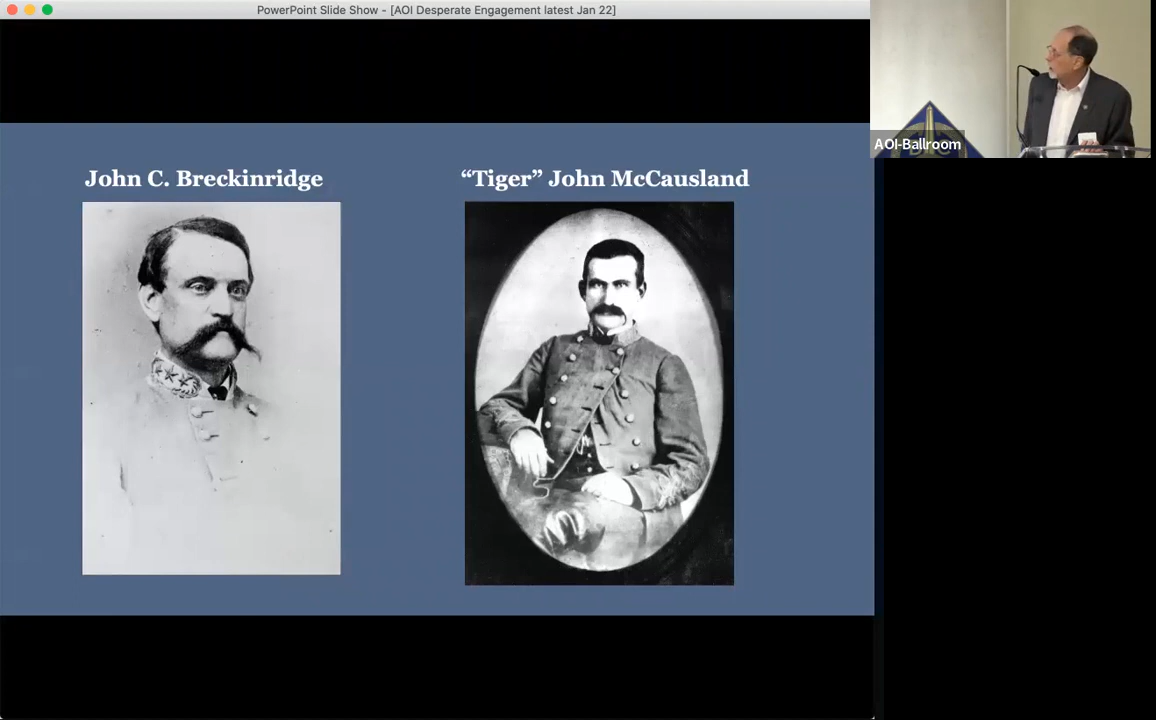 PowerPoint Slide Show - [AOI Desperate Engagement latest Jan 22]
AOI-Ballroom
John C. Breckinridge
“Tiger” John McCausland